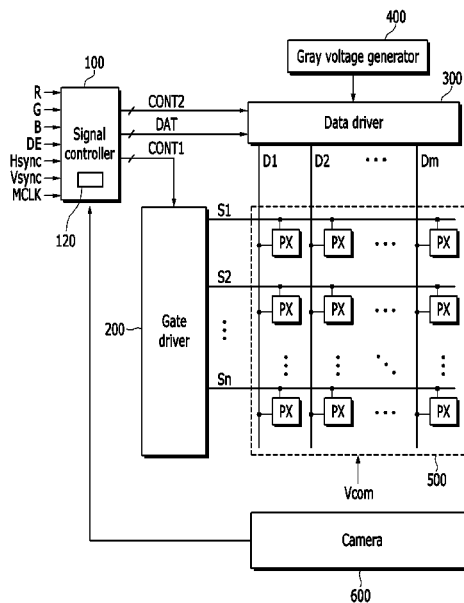 400
Gray voltage generator
100
300
R
G
B
DE
Hsync
Vsync
MCLK
Signal
controller
120
CONT2
DAT
CONT1
Data driver
D1 D2 ... Dm
S1
PX PX ... PX
S2
PX PX ... PX
200
Gate
driver
Sn
PX PX ... PX
500
Vcom
Camera
600